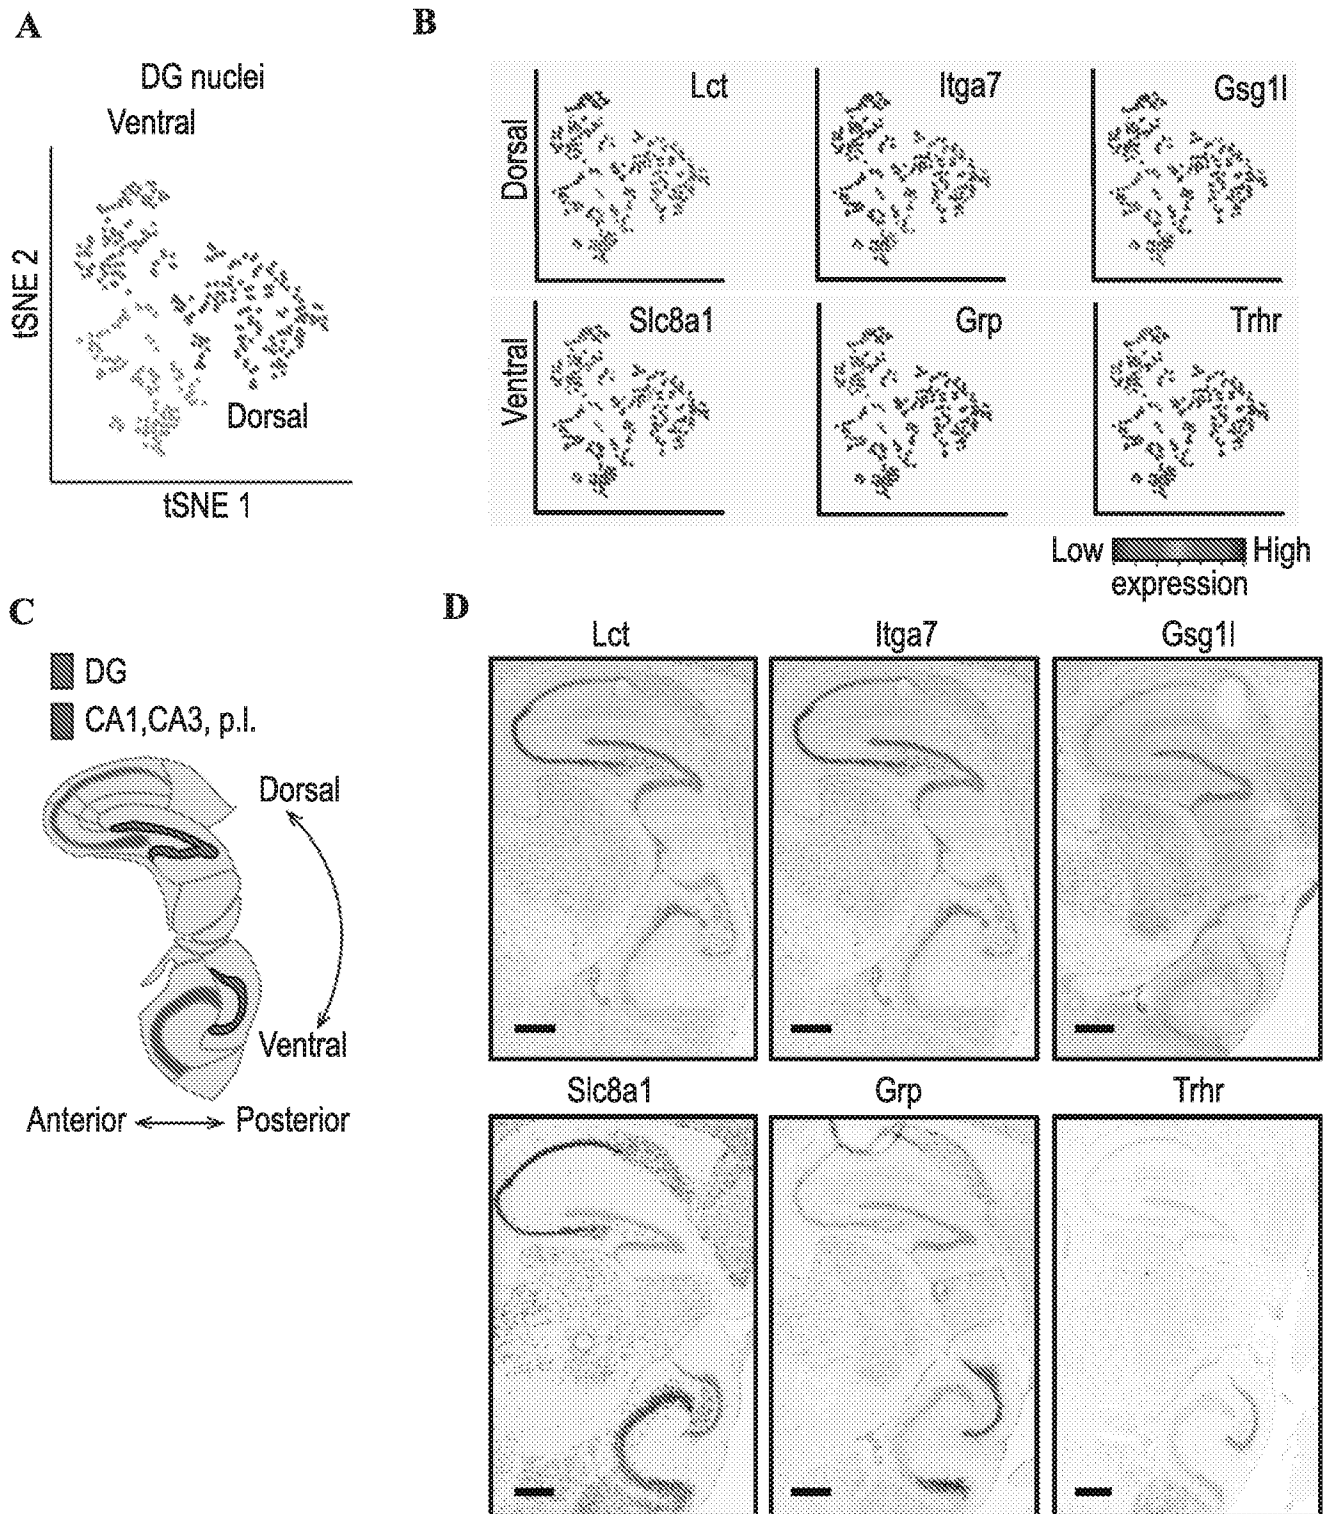 A
DG nuclei
Ventral
tSNE 2
Dorsal
tSNE 1
B
Dorsal
Lct
Itga7
Gsg1l
Ventral
Slc8a1
Grp
Trhr
Low
High
expression
C
DG
CA1,CA3, p.l.
Dorsal
Ventral
Anterior
Posterior
D
Lct
Itga7
Gsg1l
Slc8a1
Grp
Trhr